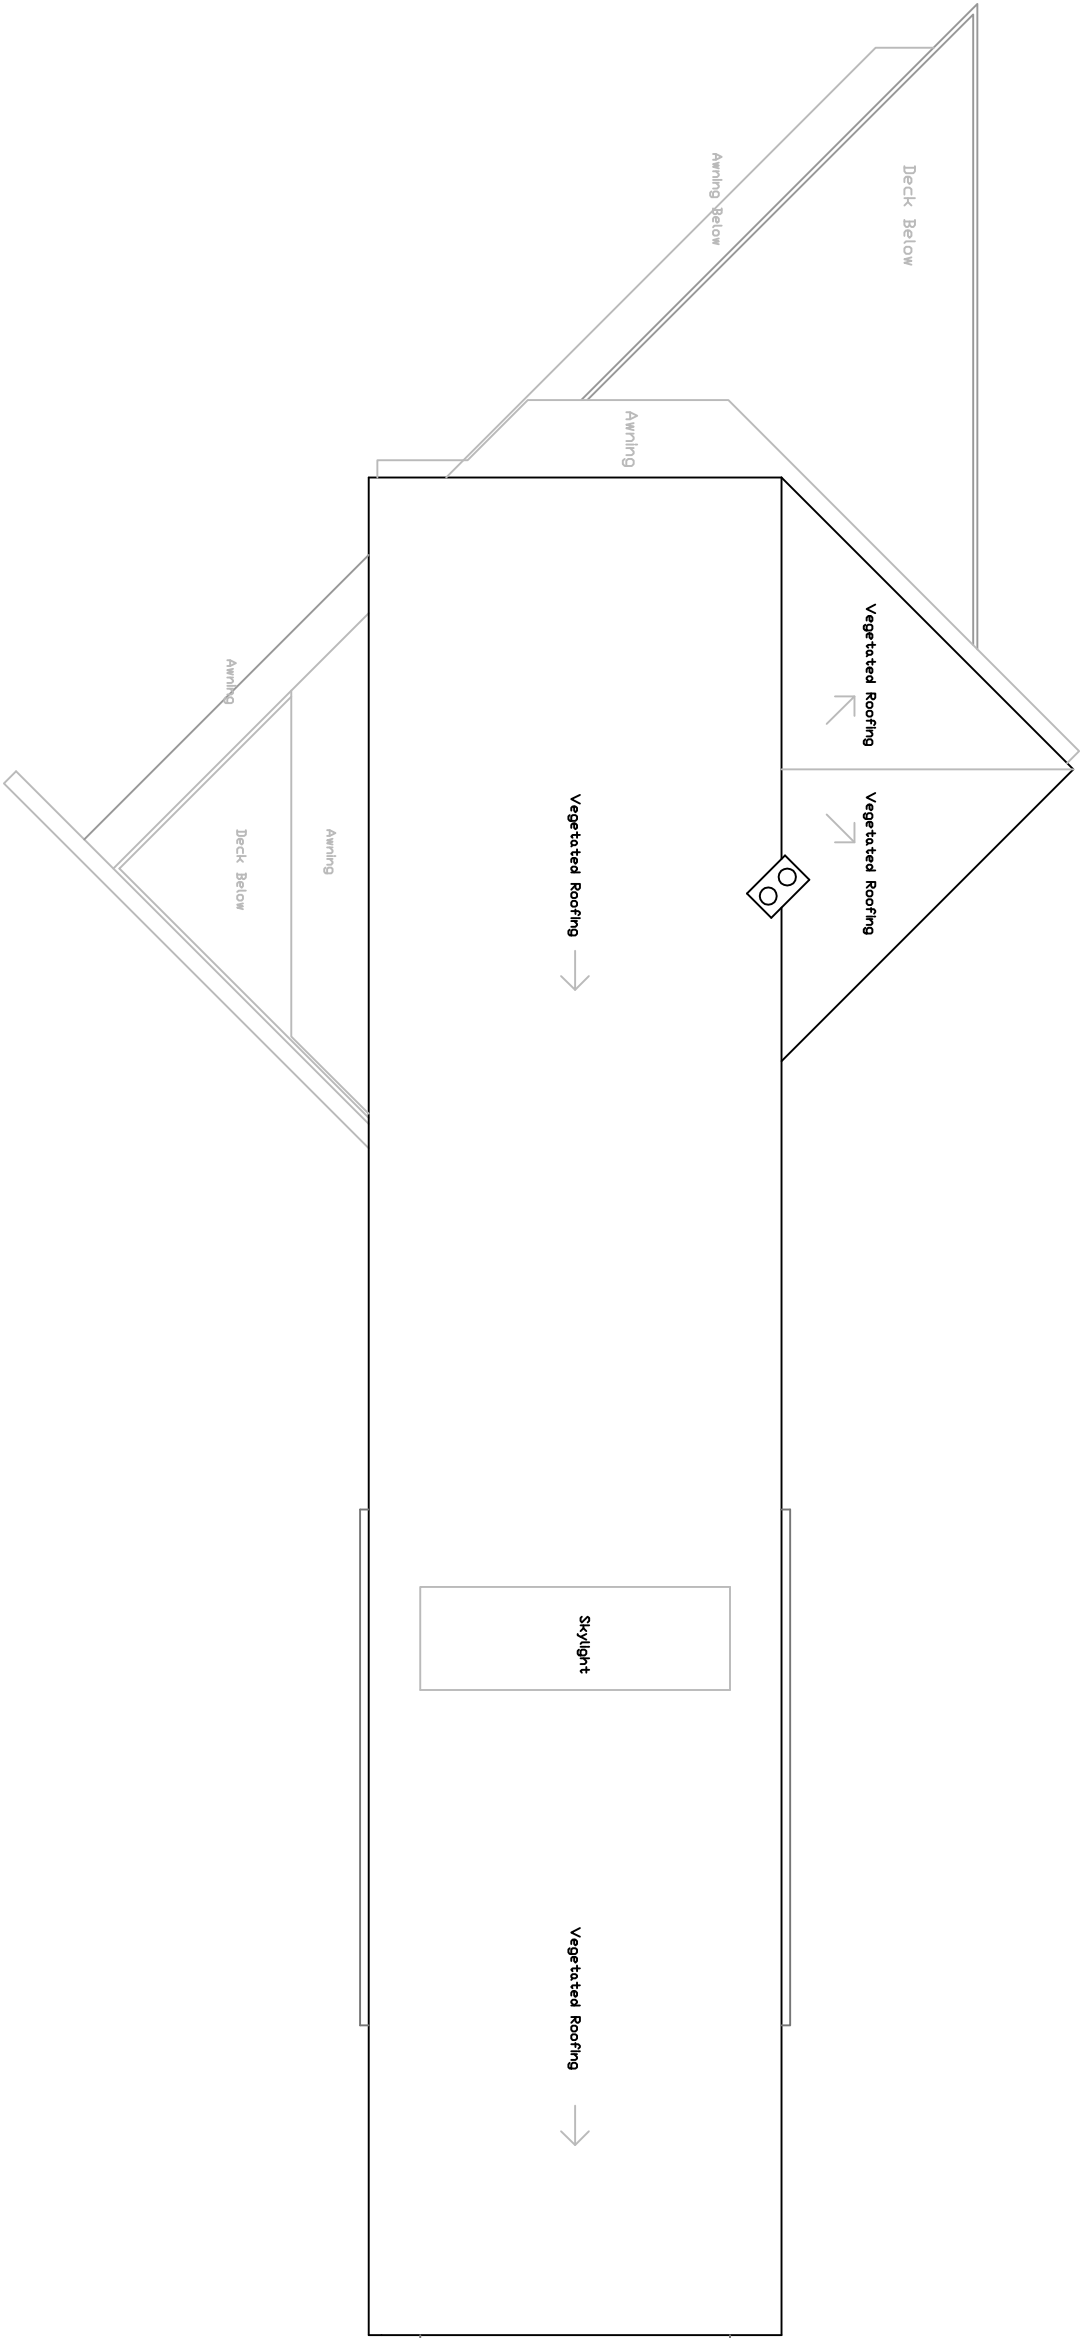 Deck Below
Awning Below
Awning
Vegetated Roofing
Awning
Vegetated Roofing
Vegetated Roofing
Awning
Deck Below
Skylight
Vegetated Roofing